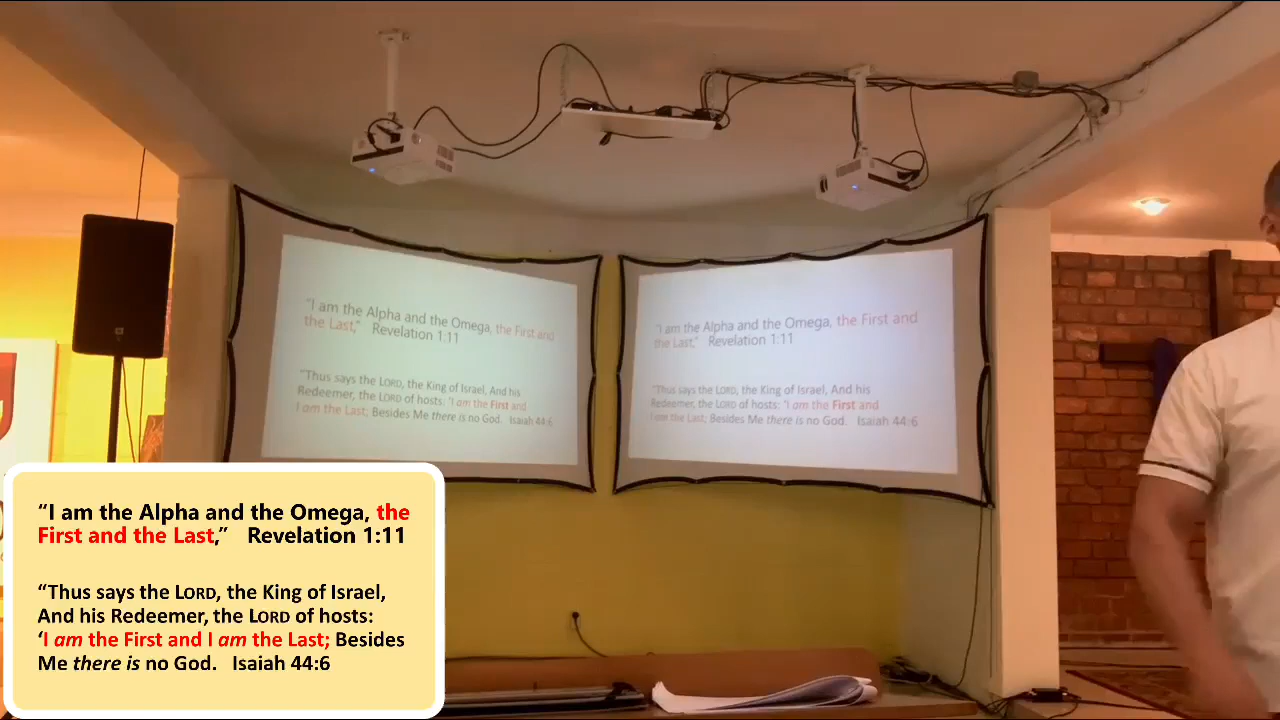 "I am the Alpha and the Omega, the First and
the Last,"   Revelation 1:11
"Thus says the LORD, the King of Israel, And his
Redeemer, the LORD of hosts: 'I am the First and
I am the Last; Besides Me there is no God.   Isaiah 44:6
"I am the Alpha and the Omega, the First and
the Last,"   Revelation 1:11
"Thus says the LORD, the King of Israel, And his
Redeemer, the LORD of hosts: 'I am the First and
I am the Last; Besides Me there is no God.   Isaiah 44:6
“I am the Alpha and the Omega, the
First and the Last,”   Revelation 1:11
“Thus says the LORD, the King of Israel,
And his Redeemer, the LORD of hosts:
‘I am the First and I am the Last; Besides
Me there is no God.   Isaiah 44:6